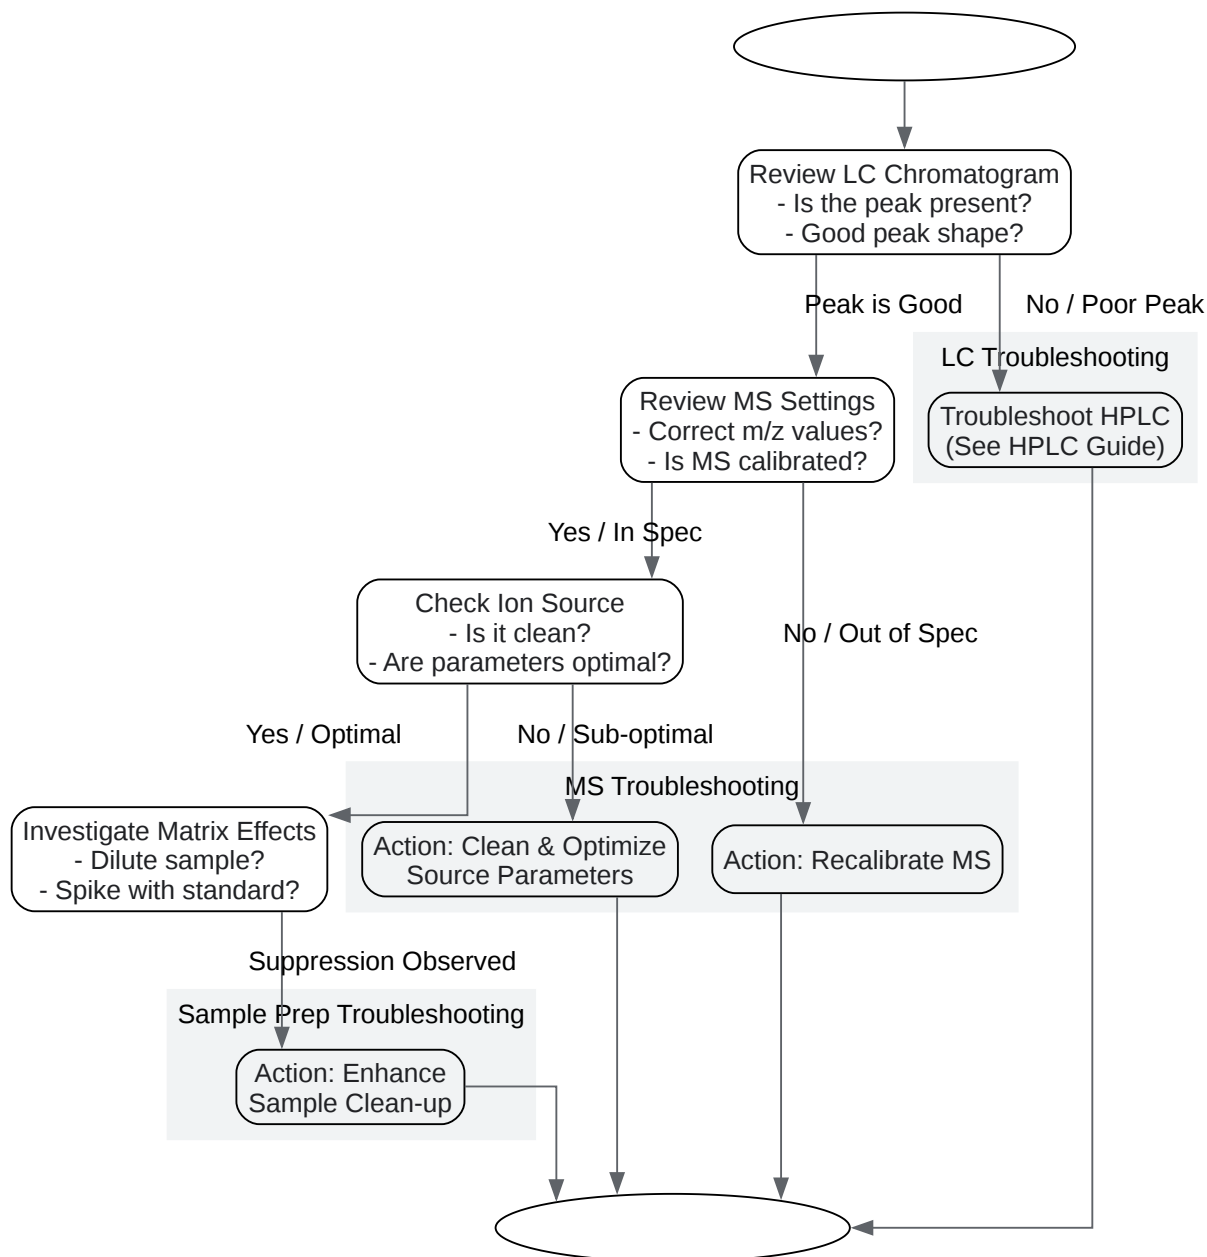 Review LC Chromatogram
- Is the peak present?
- Good peak shape?
Peak is Good
No / Poor Peak
LC Troubleshooting
Review MS Settings
- Correct m/z values?
- Is MS calibrated?
Troubleshoot HPLC
(See HPLC Guide)
Yes / In Spec
Check Ion Source
- Is it clean?
- Are parameters optimal?
No / Out of Spec
Yes / Optimal
No / Sub-optimal
MS Troubleshooting
Investigate Matrix Effects
- Dilute sample?
- Spike with standard?
Action: Clean & Optimize
Source Parameters
Action: Recalibrate MS
Suppression Observed
Sample Prep Troubleshooting
Action: Enhance
Sample Clean-up